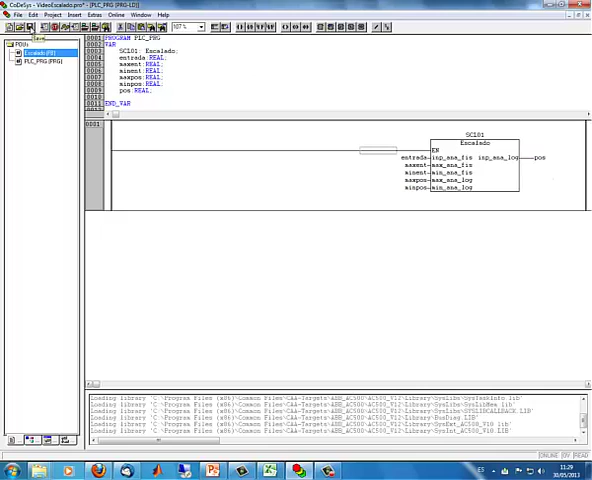 CoDeSys - VideoEscalado.pro* - [PLC_PRG (PRG-LD)]
File Edit Project Insert Extras Online Window Help
107%
Save
POUs
Escalado (FB)
PLC_PRG (PRG)
0001 PROGRAM PLC_PRG
0002 VAR
0003 SCL01: Escalado;
0004 entrada:REAL;
0005 maxent:REAL;
0006 minent:REAL;
0007 maxpos:REAL;
0008 minpos:REAL;
0009 pos:REAL;
0010
0011 END_VAR
0001
SCL01
Escalado
EN
entrada inp_ana_fis inp_ana_log pos
maxent max_ana_fis
minent min_ana_fis
maxpos max_ana_log
minpos min_ana_log
Loading library 'C:\Program Files (x86)\Common Files\CAA-Targets\ABB_AC500\AC500_V12\Library\SysLibs\SysTaskInfo.lib'
Loading library 'C:\Program Files (x86)\Common Files\CAA-Targets\ABB_AC500\AC500_V12\Library\SysLibs\SysLibMem.lib'
Loading library 'C:\Program Files (x86)\Common Files\CAA-Targets\ABB_AC500\AC500_V12\Library\SysLibs\SYSLIBCALLBACK.LIB'
Loading library 'C:\Program Files (x86)\Common Files\CAA-Targets\ABB_AC500\AC500_V12\Library\BusDiag.LIB'
Loading library 'C:\Program Files (x86)\Common Files\CAA-Targets\ABB_AC500\AC500_V12\Library\SysExt_AC500_V10.lib'
Loading library 'C:\Program Files (x86)\Common Files\CAA-Targets\ABB_AC500\AC500_V12\Library\SysInt_AC500_V10.LIB'
ONLINE OV READ
ES
11:29
30/05/2013